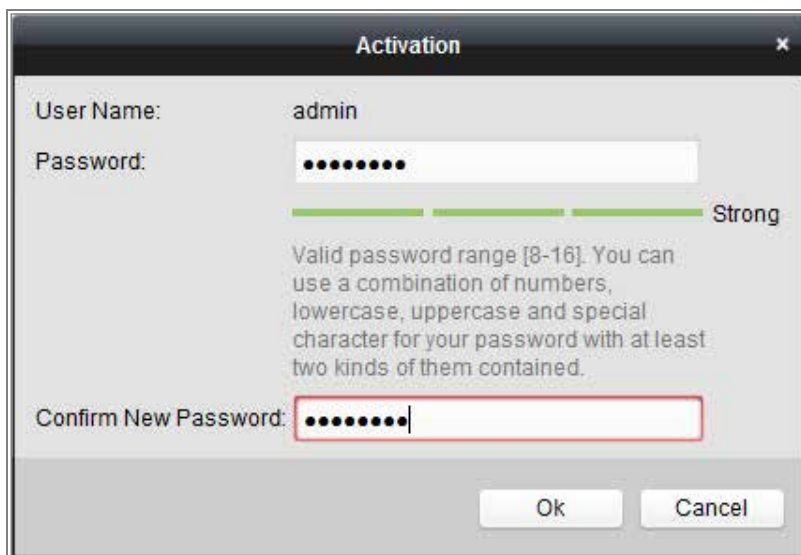 Activation ×
User Name: admin
Password: ●●●●●●●●
Strong
Valid password range [8-16]. You can
use a combination of numbers,
lowercase, uppercase and special
character for your password with at least
two kinds of them contained.
Confirm New Password: ●●●●●●●●
Ok Cancel